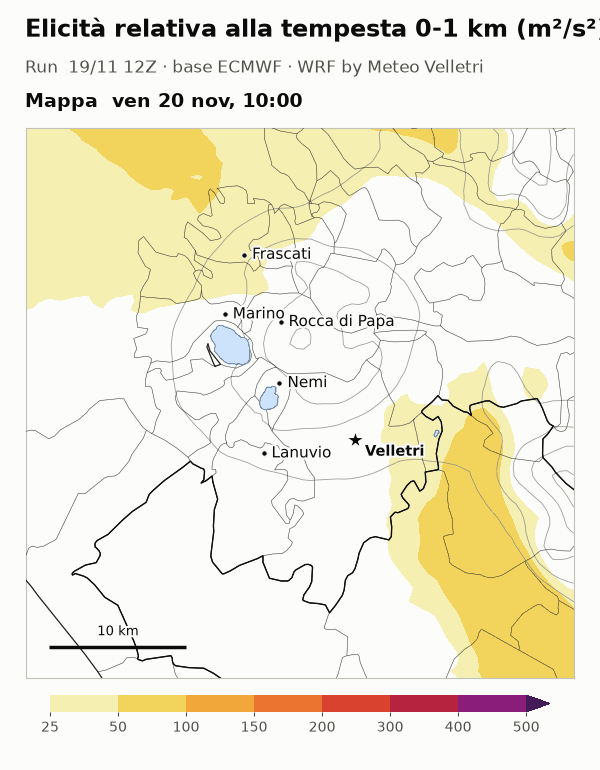 Elicità relativa alla tempesta 0-1 km (m²/s²)
Run  19/11 12Z · base ECMWF · WRF by Meteo Velletri
Mappa  ven 20 nov, 10:00
Frascati
Marino
Rocca di Papa
Nemi
Velletri
Lanuvio
10 km
25 50 100 150 200 300 400 500